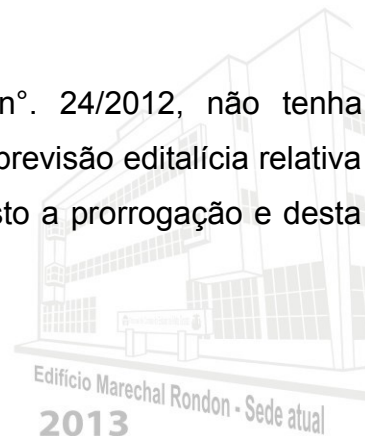 n°. 24/2012, não tenha
previsão editalícia relativa
sto a prorrogação e desta
Edifício Marechal Rondon - Sede atual
2013